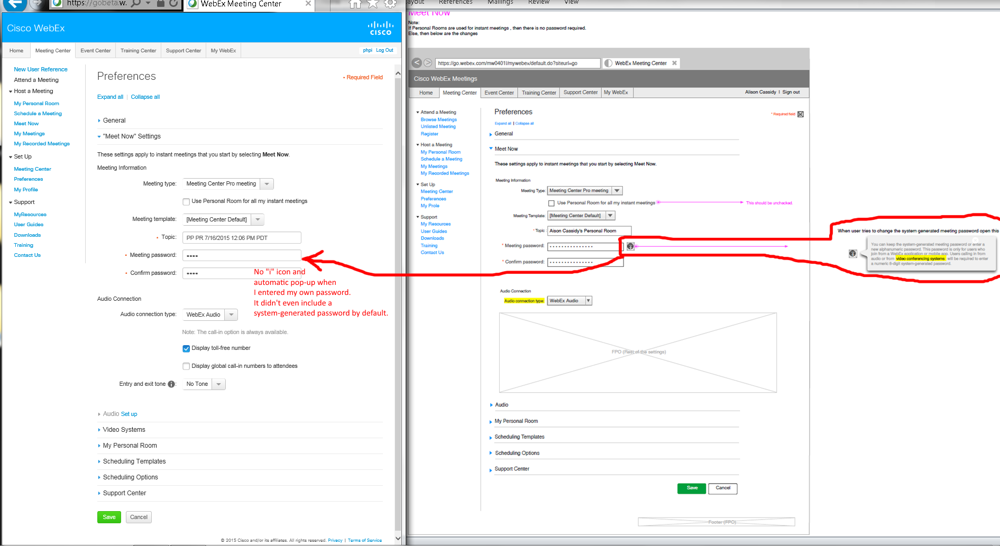 https://gobeta.w.
WebEx Meeting Center
Cisco WebEx
CISCO
Home
Meeting Center
Event Center
Training Center
Support Center
My WebEx
phpi
Log Out
New User Reference
Attend a Meeting
Host a Meeting
My Personal Room
Schedule a Meeting
Meet Now
My Meetings
My Recorded Meetings
Set Up
Meeting Center
Preferences
My Profile
Support
MyResources
User Guides
Downloads
Training
Contact Us
Preferences
• Required Field
Expand all | Collapse all
General
"Meet Now" Settings
These settings apply to instant meetings that you start by selecting Meet Now.
Meeting Information
Meeting type: Meeting Center Pro meeting
Use Personal Room for all my instant meetings
Meeting template: [Meeting Center Default]
• Topic: PP PR 7/16/2015 12:06 PM PDT
• Meeting password: ••••
• Confirm password: ••••
No "i" icon and
automatic pop-up when
I entered my own password.
It didn't even include a
system-generated password by default.
Audio Connection
Audio connection type: WebEx Audio
Note: The call-in option is always available.
Display toll-free number
Display global call-in numbers to attendees
Entry and exit tone i: No Tone
Audio Set up
Video Systems
My Personal Room
Scheduling Templates
Scheduling Options
Support Center
Save
Cancel
© 2015 Cisco and/or its affiliates. All rights reserved. Privacy | Terms of Service
ayout
References
Mailings
Review
View
Meet Now
Note:
If Personal Rooms are used for instant meetings , then there is no password required.
Else, then below are the changes
https://go.webex.com/mw0401l/mywebex/default.do?siteurl=go
WebEx Meeting Center
Cisco WebEx Meetings
Home
Meeting Center
Event Center
Training Center
Support Center
My WebEx
Alison Cassidy | Sign out
Attend a Meeting
Browse Meetings
Unlisted Meeting
Register
Host a Meeting
My Personal Room
Schedule a Meeting
My Meetings
My Recorded Meetings
Set Up
Meeting Center
Preferences
My Prole
Support
My Resources
User Guides
Downloads
Training
Contact Us
Preferences
* Required field
Expand all | Collapse all
General
Meet Now
These settings apply to instant meetings that you start by selecting Meet Now.
Meeting Information
Meeting Type: Meeting Center Pro meeting
Use Personal Room for all my instant meetings
This should be unchecked.
Meeting Template: [Meeting Center Default]
* Topic : Aison Cassidy's Personal Room
* Meeting password: •••••••••••••••
* Confirm password: •••••••••••••••
When user tries to change the system generated meeting password open this
You can keep the system-generated meeting password or enter a
new alphanumeric password. This password is only for users who
join from a WebEx application or mobile app. Users calling in from
audio or from video conferencing systems will be required to enter
a numeric 8-digit system-generated password.
Audio Connection
Audio connection type: WebEx Audio
FPO (Rest of the settings)
Audio
My Personal Room
Scheduling Templates
Scheduling Options
Support Center
Save
Cancel
Footer (FPO)